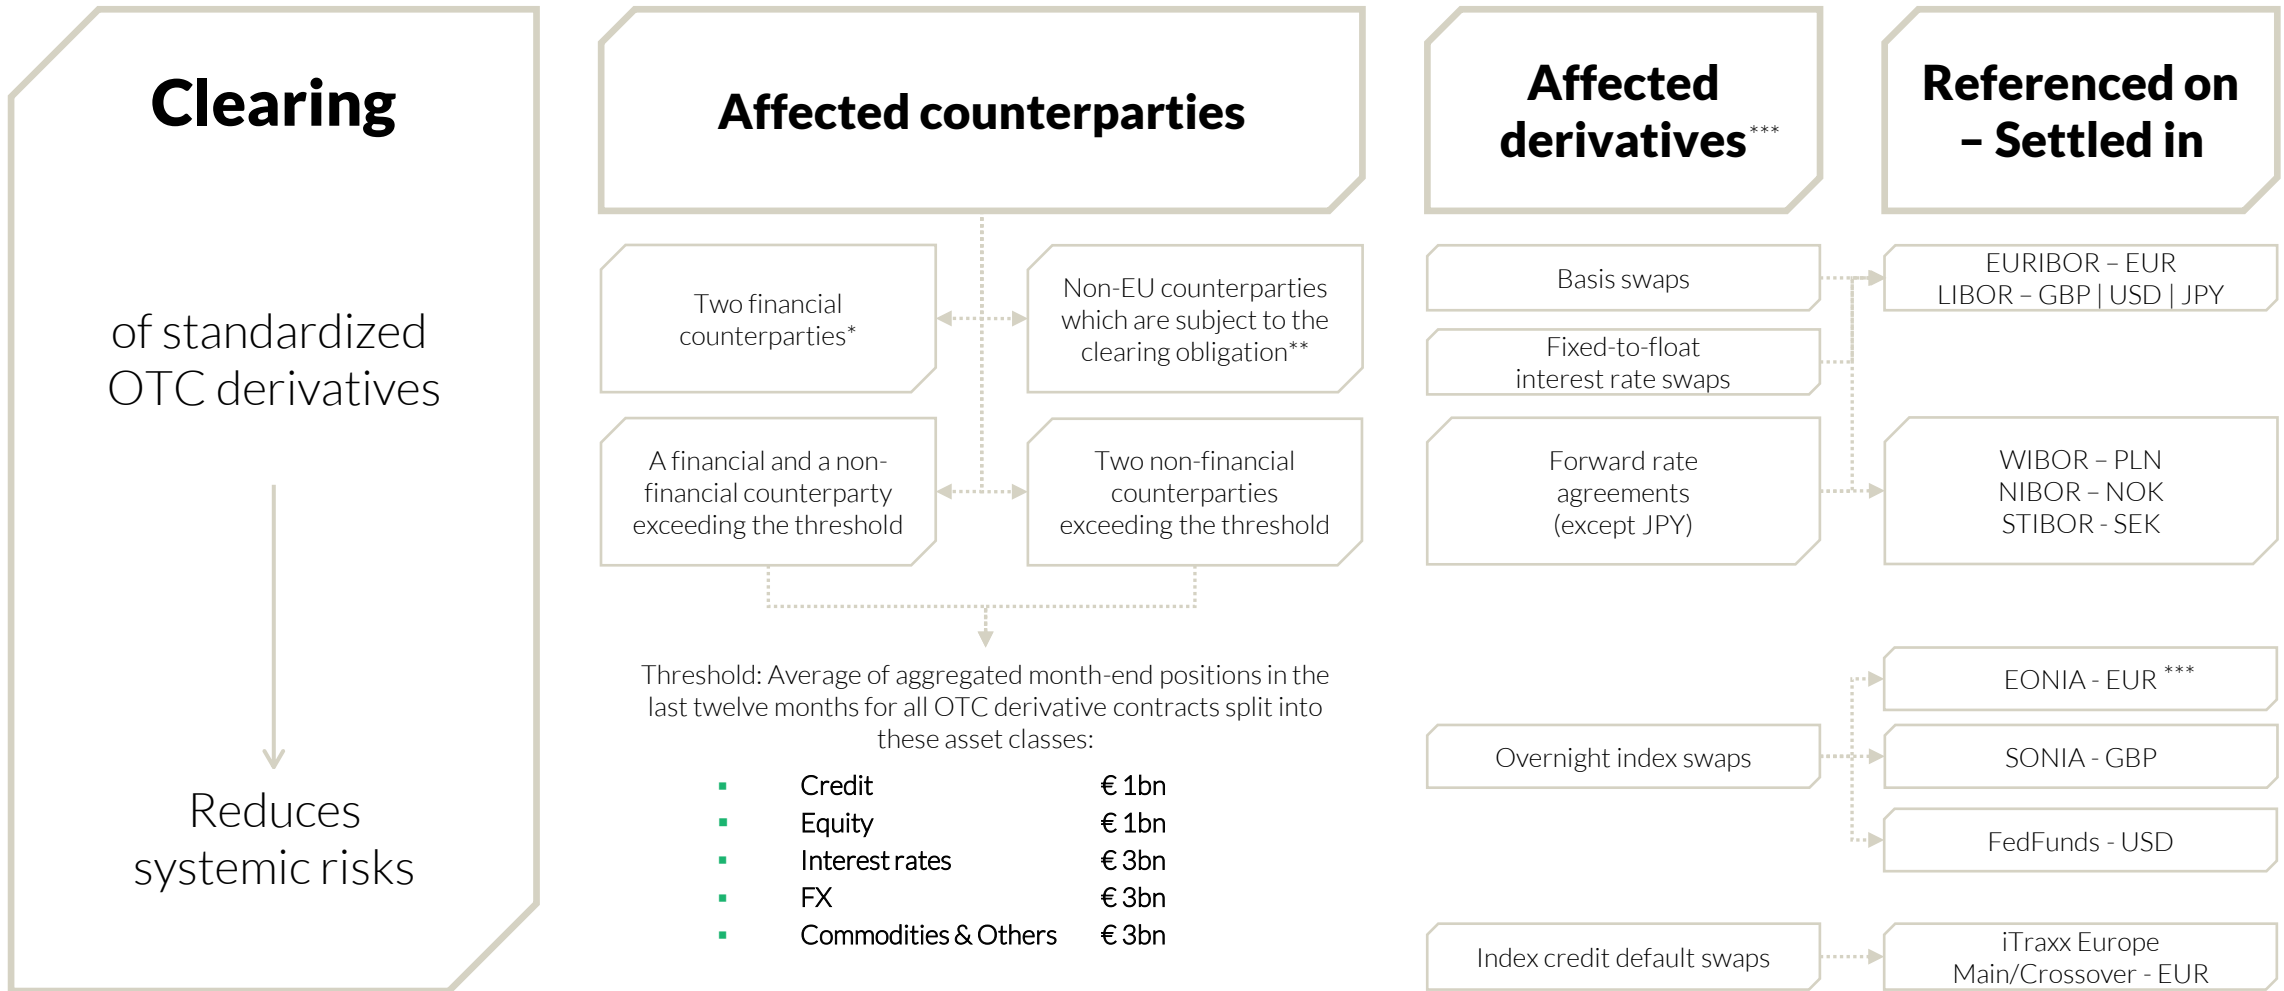 Clearing
of standardized
OTC derivatives
Reduces
systemic risks
Affected counterparties
Two financial
counterparties*
Non-EU counterparties
which are subject to the
clearing obligation**
A financial and a non-
financial counterparty
exceeding the threshold
Two non-financial
counterparties
exceeding the threshold
Threshold: Average of aggregated month-end positions in the
last twelve months for all OTC derivative contracts split into
these asset classes:
▪ Credit € 1bn
▪ Equity € 1bn
▪ Interest rates € 3bn
▪ FX € 3bn
▪ Commodities & Others € 3bn
Affected
derivatives***
Basis swaps
Fixed-to-float
interest rate swaps
Forward rate
agreements
(except JPY)
Overnight index swaps
Index credit default swaps
Referenced on
– Settled in
EURIBOR – EUR
LIBOR – GBP | USD | JPY
WIBOR – PLN
NIBOR – NOK
STIBOR - SEK
EONIA - EUR ***
SONIA - GBP
FedFunds - USD
iTraxx Europe
Main/Crossover - EUR